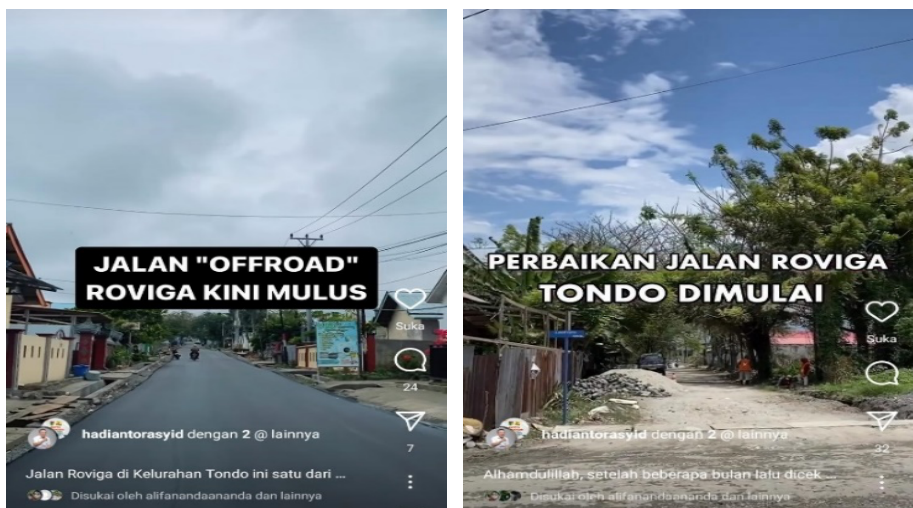 JALAN "OFFROAD"
ROVIGA KINI MULUS
Suka
24
hadiantorasyid dengan 2 @ lainnya
7
Jalan Roviga di Kelurahan Tondo ini satu dari ...
Disukai oleh alifanandaananda dan lainnya
PERBAIKAN JALAN ROVIGA
TONDO DIMULAI
Suka
hadiantorasyid dengan 2 @ lainnya
32
Alhamdulillah, setelah beberapa bulan lalu dicek
Disukai oleh alifanandaananda dan lainnya